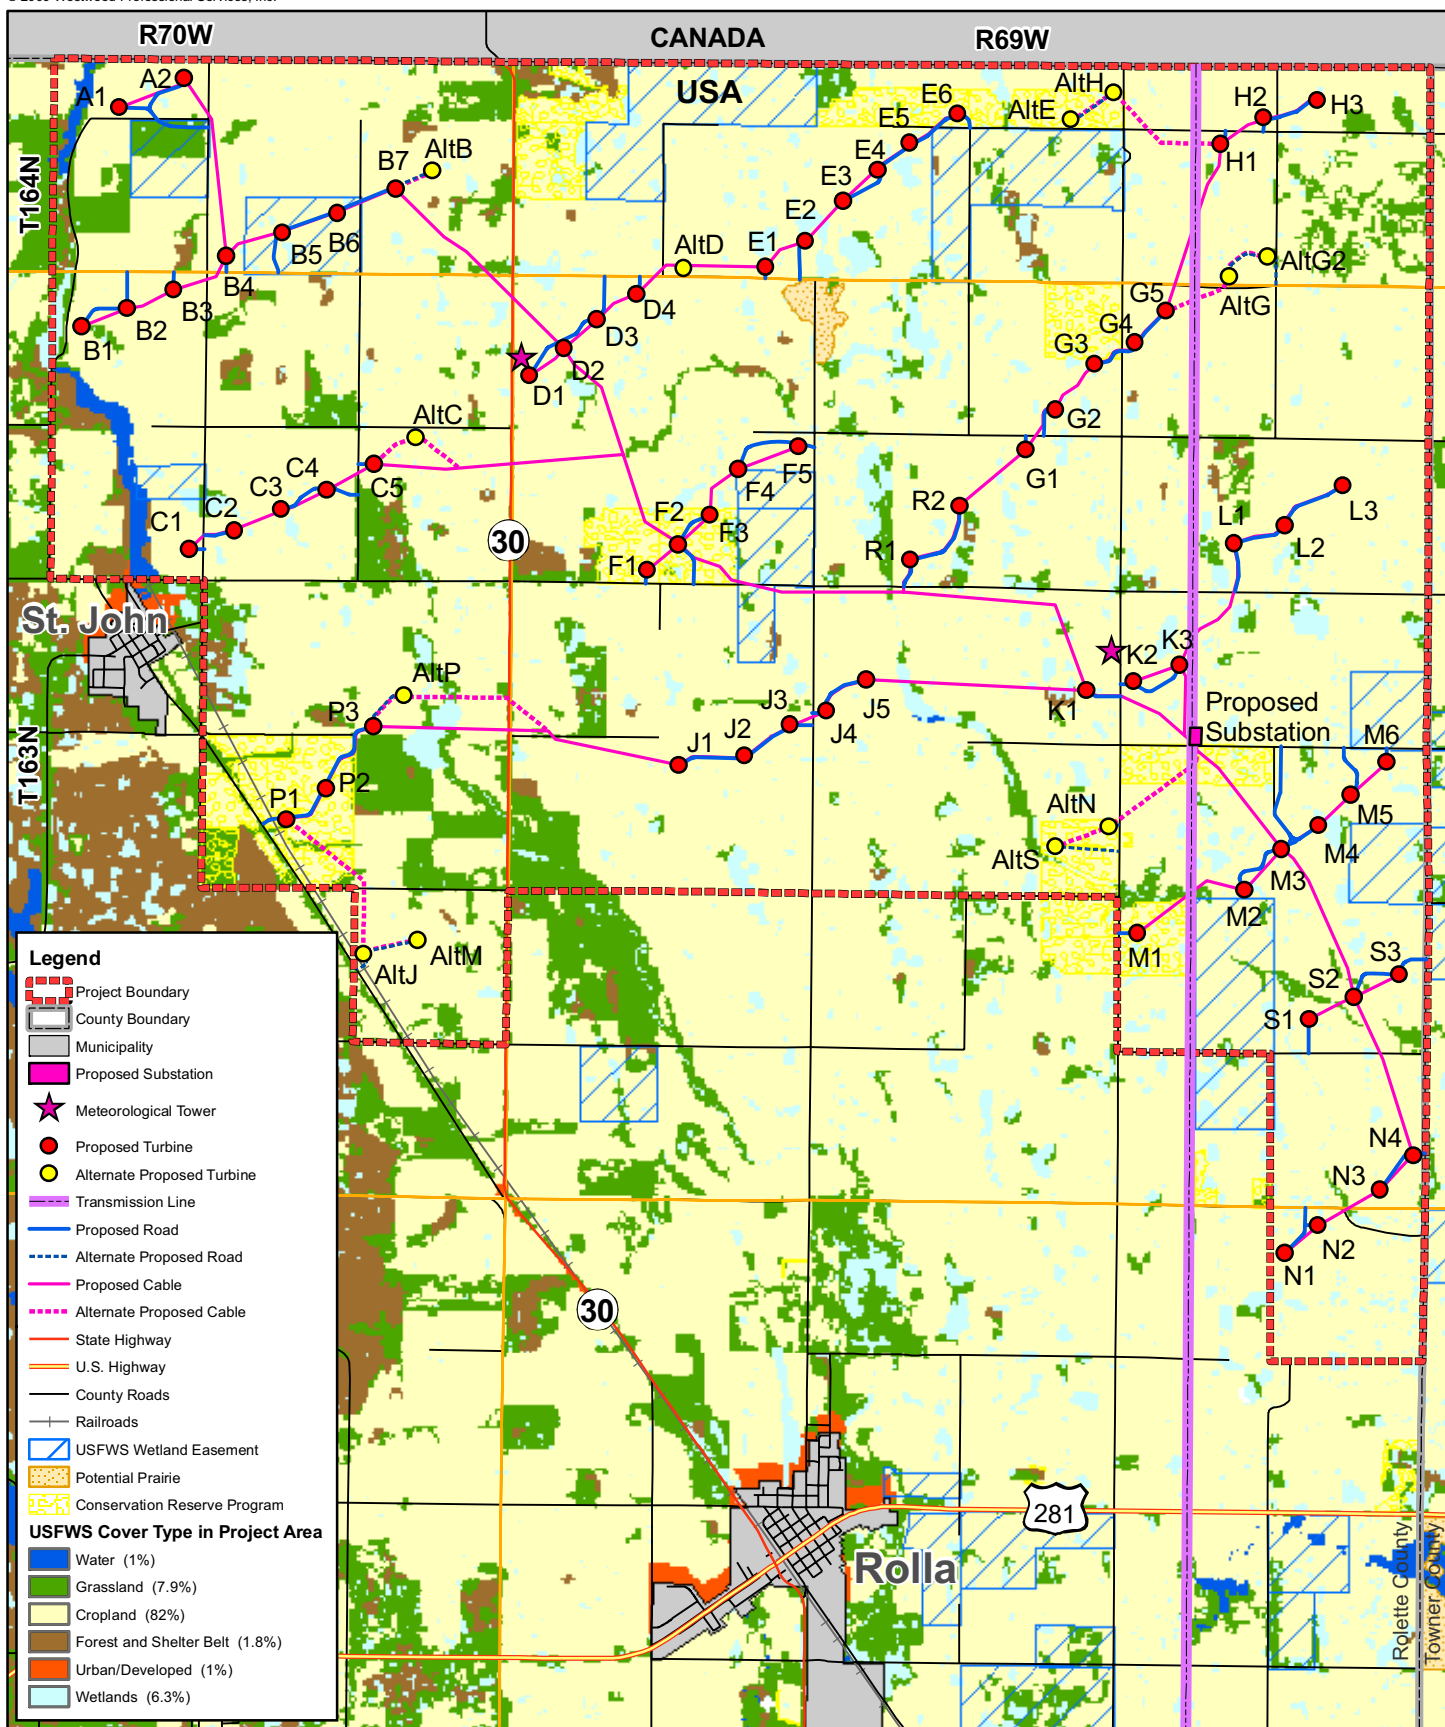 R70W
CANADA
R69W
USA
A1
A2
AltB
B7
B6
B5
B4
B3
B2
B1
T164N
E6
E5
E4
E3
E2
E1
AltD
D4
D3
D2
D1
AltH
AltE
H2
H3
H1
AltG2
AltG
G5
G4
G3
G2
G1
AltC
C5
C4
C3
C2
C1
F5
F4
F3
F2
F1
R2
R1
L3
L1
L2
30
St. John
AltP
P3
P2
P1
T163N
J1
J2
J3
J4
J5
K1
K2
K3
Proposed
Substation
M6
M5
M4
M3
M2
M1
AltN
AltS
AltJ
AltM
S3
S2
S1
N4
N3
N2
N1
30
281
Rolla
Rolette County
Towner County
Legend
Project Boundary
County Boundary
Municipality
Proposed Substation
Meteorological Tower
Proposed Turbine
Alternate Proposed Turbine
Transmission Line
Proposed Road
Alternate Proposed Road
Proposed Cable
Alternate Proposed Cable
State Highway
U.S. Highway
County Roads
Railroads
USFWS Wetland Easement
Potential Prairie
Conservation Reserve Program
USFWS Cover Type in Project Area
Water (1%)
Grassland (7.9%)
Cropland (82%)
Forest and Shelter Belt (1.8%)
Urban/Developed (1%)
Wetlands (6.3%)